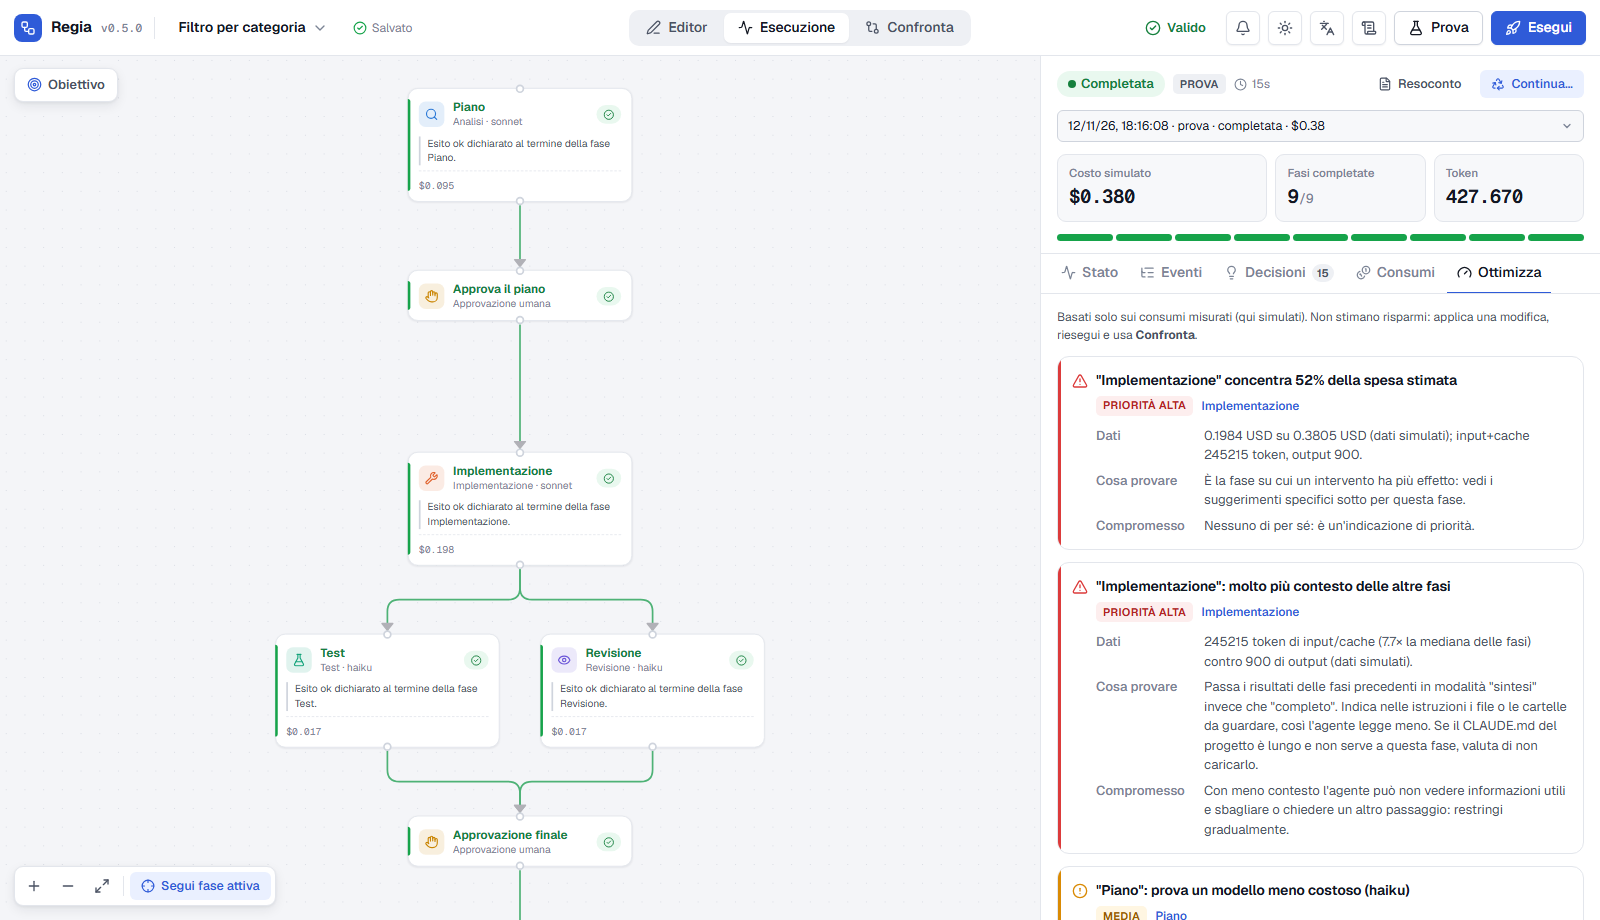 Regia v0.5.0
Filtro per categoria
Salvato
Editor
Esecuzione
Confronta
Valido
Prova
Esegui
Obiettivo
Piano
Analisi · sonnet
Esito ok dichiarato al termine della fase
Piano.
$0.095
Approva il piano
Approvazione umana
Implementazione
Implementazione · sonnet
Esito ok dichiarato al termine della fase
Implementazione.
$0.198
Test
Test · haiku
Esito ok dichiarato al termine della fase
Test.
$0.017
Revisione
Revisione · haiku
Esito ok dichiarato al termine della fase
Revisione.
$0.017
Approvazione finale
Approvazione umana
Segui fase attiva
Completata
PROVA
15s
Resoconto
Continua...
12/11/26, 18:16:08 · prova · completata · $0.38
Costo simulato
$0.380
Fasi completate
9/9
Token
427.670
Stato
Eventi
Decisioni 15
Consumi
Ottimizza
Basati solo sui consumi misurati (qui simulati). Non stimano risparmi: applica una modifica,
riesegui e usa Confronta.
"Implementazione" concentra 52% della spesa stimata
PRIORITÀ ALTA Implementazione
Dati
0.1984 USD su 0.3805 USD (dati simulati); input+cache
245215 token, output 900.
Cosa provare
È la fase su cui un intervento ha più effetto: vedi i
suggerimenti specifici sotto per questa fase.
Compromesso
Nessuno di per sé: è un'indicazione di priorità.
"Implementazione": molto più contesto delle altre fasi
PRIORITÀ ALTA Implementazione
Dati
245215 token di input/cache (7.7× la mediana delle fasi)
contro 900 di output (dati simulati).
Cosa provare
Passa i risultati delle fasi precedenti in modalità "sintesi"
invece che "completo". Indica nelle istruzioni i file o le cartelle
da guardare, così l'agente legge meno. Se il CLAUDE.md del
progetto è lungo e non serve a questa fase, valuta di non
caricarlo.
Compromesso
Con meno contesto l'agente può non vedere informazioni utili
e sbagliare o chiedere un altro passaggio: restringi
gradualmente.
"Piano": prova un modello meno costoso (haiku)
MEDIA Piano